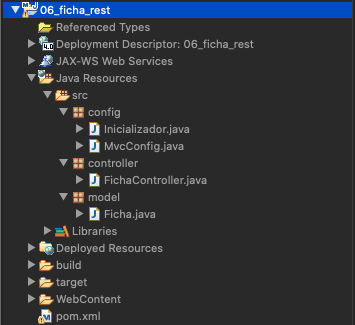 06_ficha_rest
Referenced Types
Deployment Descriptor: 06_ficha_rest
JAX-WS Web Services
Java Resources
src
config
Inicializador.java
MvcConfig.java
controller
FichaController.java
model
Ficha.java
Libraries
Deployed Resources
build
target
WebContent
pom.xml